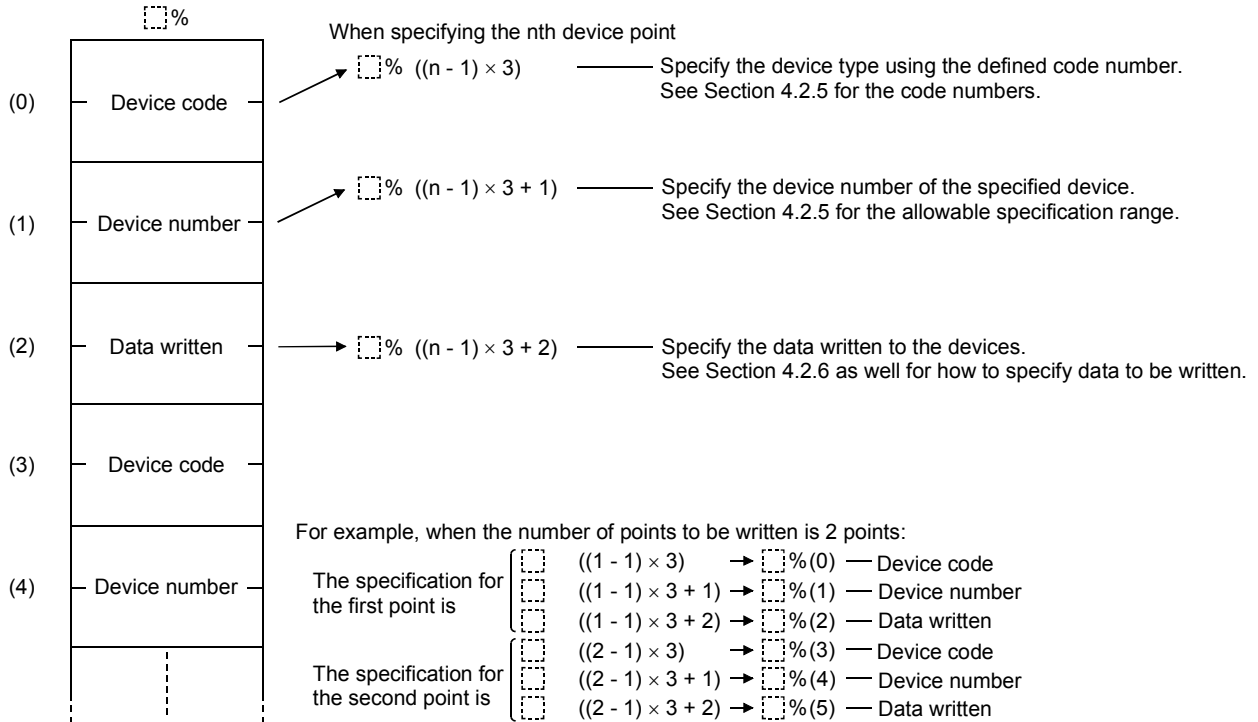 %
When specifying the nth device point
(0) Device code % ((n - 1) × 3) Specify the device type using the defined code number.
See Section 4.2.5 for the code numbers.
(1) Device number % ((n - 1) × 3 + 1) Specify the device number of the specified device.
See Section 4.2.5 for the allowable specification range.
(2) Data written % ((n - 1) × 3 + 2) Specify the data written to the devices.
See Section 4.2.6 as well for how to specify data to be written.
(3) Device code
(4) Device number
For example, when the number of points to be written is 2 points:
The specification for
the first point is
((1 - 1) × 3) → %(0) — Device code
((1 - 1) × 3 + 1) → %(1) — Device number
((1 - 1) × 3 + 2) → %(2) — Data written
The specification for
the second point is
((2 - 1) × 3) → %(3) — Device code
((2 - 1) × 3 + 1) → %(4) — Device number
((2 - 1) × 3 + 2) → %(5) — Data written